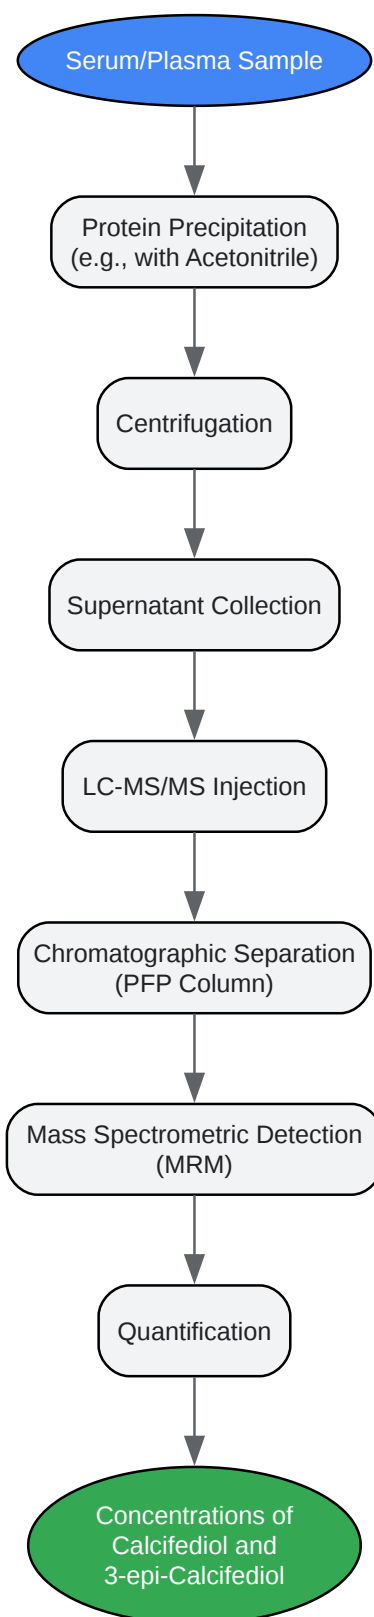 Serum/Plasma Sample
Protein Precipitation
(e.g., with Acetonitrile)
Centrifugation
Supernatant Collection
LC-MS/MS Injection
Chromatographic Separation
(PFP Column)
Mass Spectrometric Detection
(MRM)
Quantification
Concentrations of
Calcifediol and
3-epi-Calcifediol